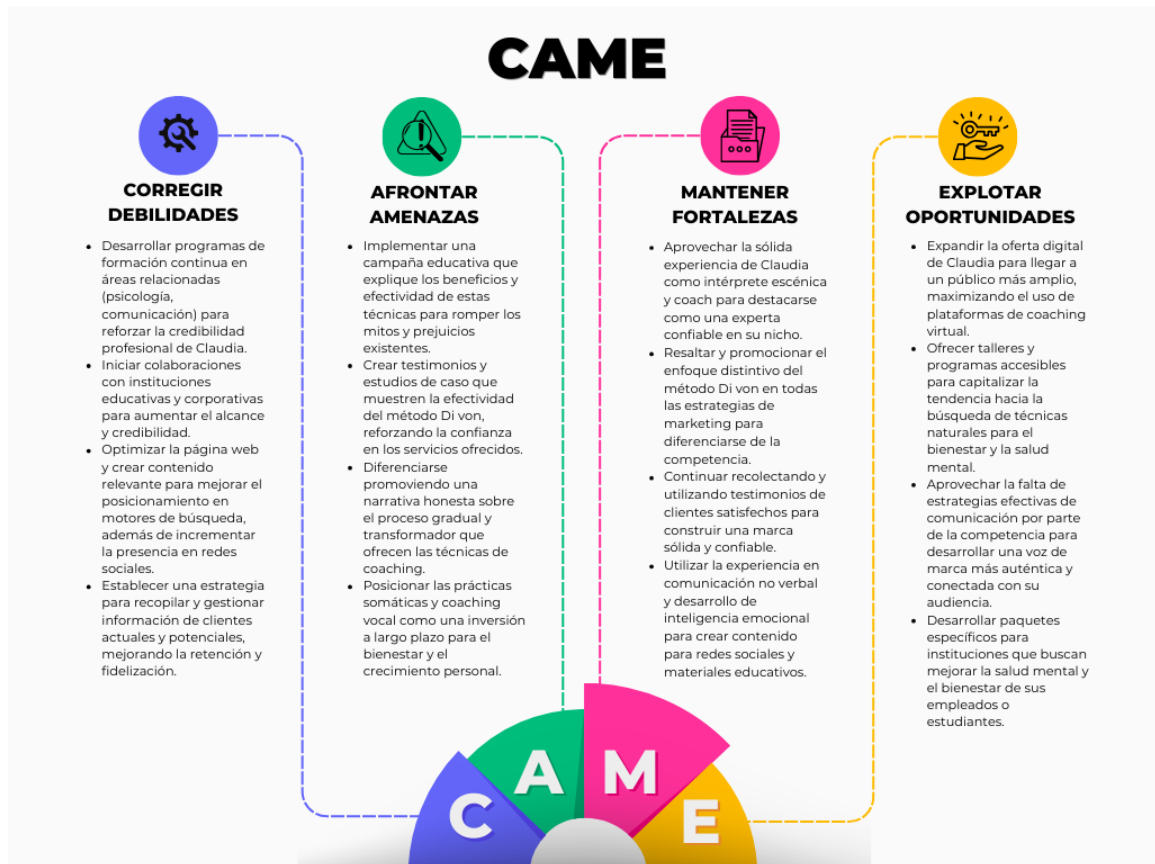 CAME
CORREGIR
DEBILIDADES
• Desarrollar programas de
formación continua en
áreas relacionadas
(psicología,
comunicación) para
reforzar la credibilidad
profesional de Claudia.
• Iniciar colaboraciones
con instituciones
educativas y corporativas
para aumentar el alcance
y credibilidad.
• Optimizar la página web
y crear contenido
relevante para mejorar el
posicionamiento en
motores de búsqueda,
además de incrementar
la presencia en redes
sociales.
• Establecer una estrategia
para recopilar y gestionar
información de clientes
actuales y potenciales,
mejorando la retención y
fidelización.
AFRONTAR
AMENAZAS
• Implementar una
campaña educativa que
explique los beneficios y
efectividad de estas
técnicas para romper los
mitos y prejuicios
existentes.
• Crear testimonios y
estudios de caso que
muestren la efectividad
del método Di von,
reforzando la confianza
en los servicios ofrecidos.
• Diferenciarse
promoviendo una
narrativa honesta sobre
el proceso gradual y
transformador que
ofrecen las técnicas de
coaching.
• Posicionar las prácticas
somáticas y coaching
vocal como una inversión
a largo plazo para el
bienestar y el
crecimiento personal.
MANTENER
FORTALEZAS
• Aprovechar la sólida
experiencia de Claudia
como intérprete escénica
y coach para destacarse
como una experta
confiable en su nicho.
• Resaltar y promocionar el
enfoque distintivo del
método Di von en todas
las estrategias de
marketing para
diferenciarse de la
competencia.
• Continuar recolectando y
utilizando testimonios de
clientes satisfechos para
construir una marca
sólida y confiable.
• Utilizar la experiencia en
comunicación no verbal
y desarrollo de
inteligencia emocional
para crear contenido
para redes sociales y
materiales educativos.
EXPLOTAR
OPORTUNIDADES
• Expandir la oferta digital
de Claudia para llegar a
un público más amplio,
maximizando el uso de
plataformas de coaching
virtual.
• Ofrecer talleres y
programas accesibles
para capitalizar la
tendencia hacia la
búsqueda de técnicas
naturales para el
bienestar y la salud
mental.
• Aprovechar la falta de
estrategias efectivas de
comunicación por parte
de la competencia para
desarrollar una voz de
marca más auténtica y
conectada con su
audiencia.
• Desarrollar paquetes
específicos para
instituciones que buscan
mejorar la salud mental y
el bienestar de sus
empleados o
estudiantes.
C A M E